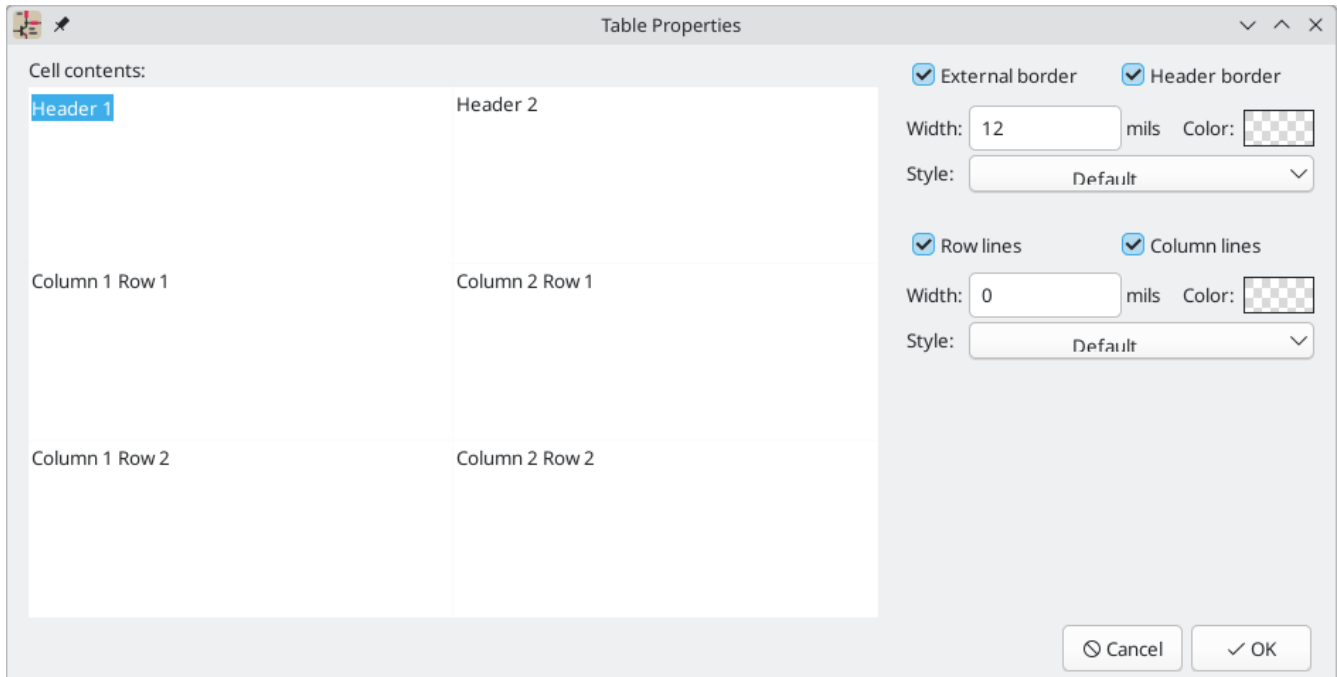 Table Properties
Cell contents:
Header 1
Header 2
Column 1 Row 1
Column 2 Row 1
Column 1 Row 2
Column 2 Row 2
External border
Header border
Width: 12 mils Color:
Style: Default
Row lines
Column lines
Width: 0 mils Color:
Style: Default
Cancel
OK